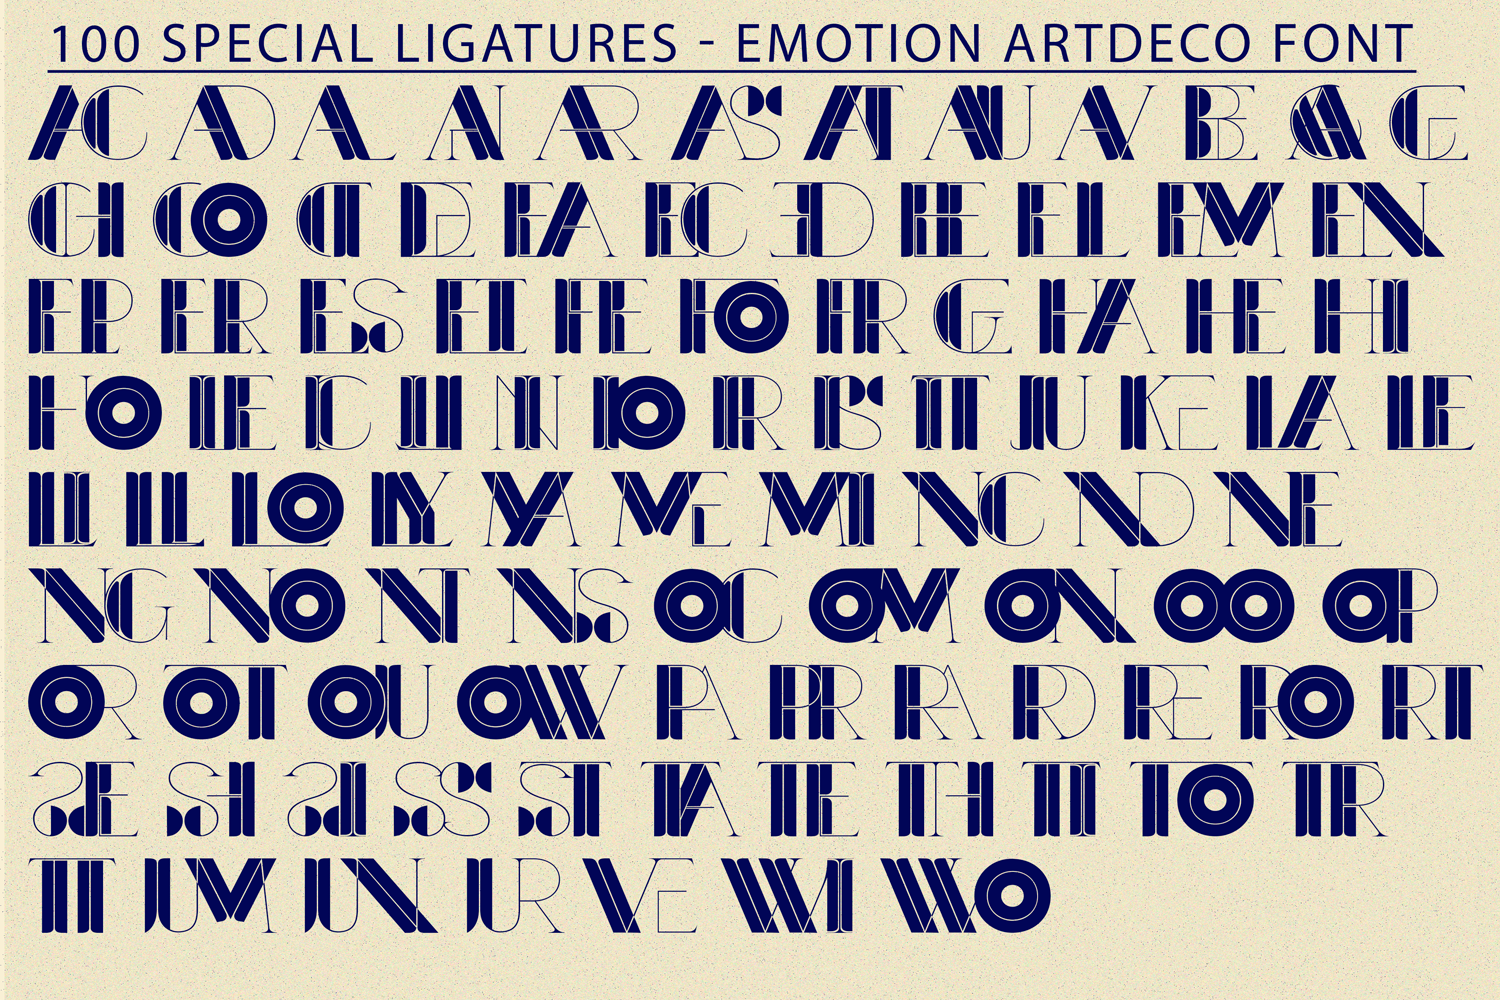 100 SPECIAL LIGATURES - EMOTION ARTDECO FONT
AC AD AL AN AR AS AT AU AV BE CA CE
CH CO CT DE EA EC ED EE EL EM EN
EP ER ES ET FE FO FR GE HA HE HI
HO IE IC IL IN IO IR IS IT JU KE LA LE
LI LL LO LY MA ME MI NC ND NE
NG NO NT NS OC OM ON OO OP
OR OT OU OW PA PR RA RD RE RO RT
SE SH SI SS ST TA TE TH TI TO TR
TT UM UN UR VE WI WO